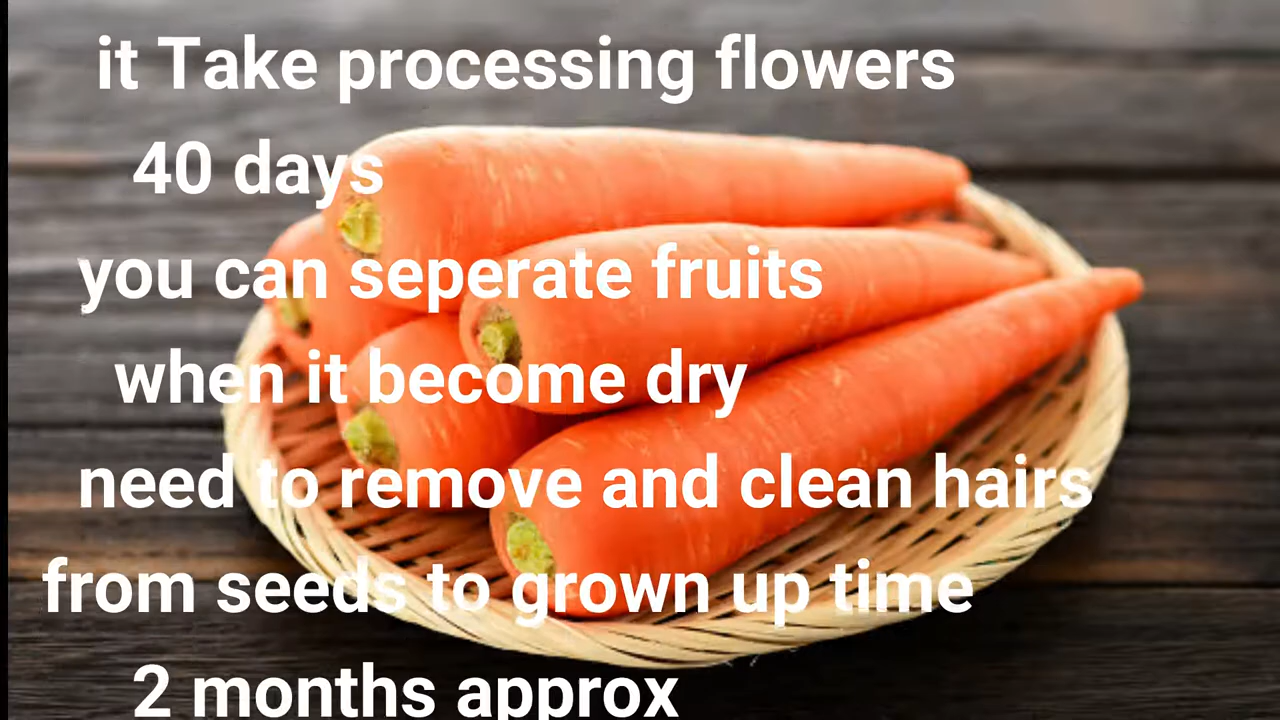 it Take processing flowers
40 days
you can seperate fruits
when it become dry
need to remove and clean hairs
from seeds to grown up time
2 months approx